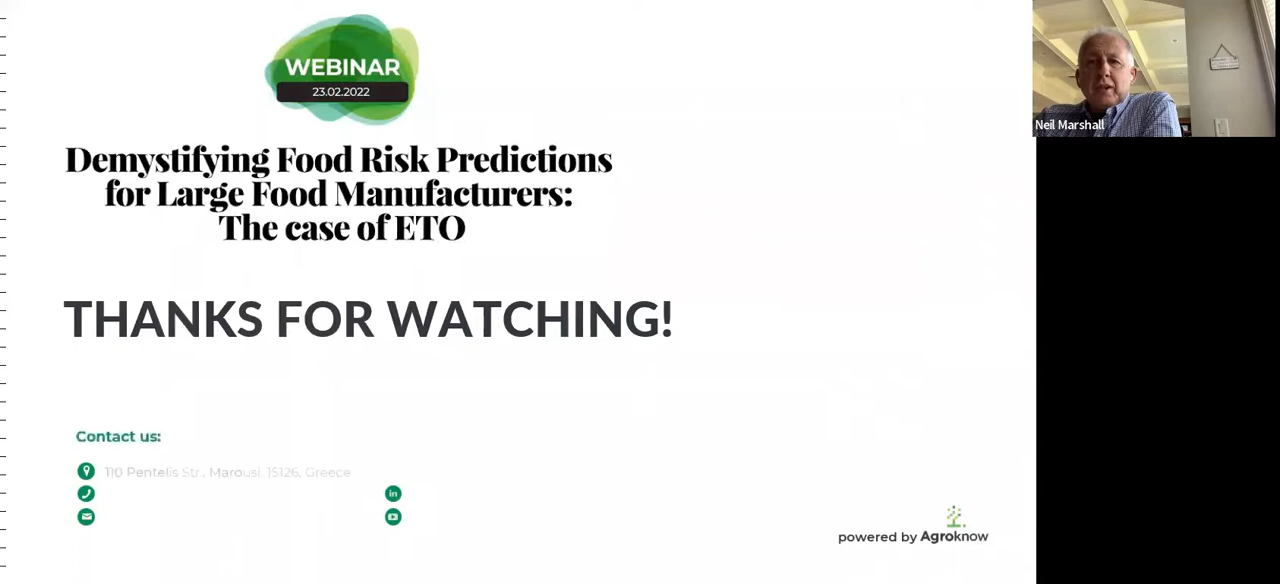 WEBINAR
23.02.2022
Demystifying Food Risk Predictions
for Large Food Manufacturers:
The case of ETO
THANKS FOR WATCHING!
Contact us:
110 Pentelis Str., Marousi, 15126, Greece
in
powered by Agroknow
Neil Marshall